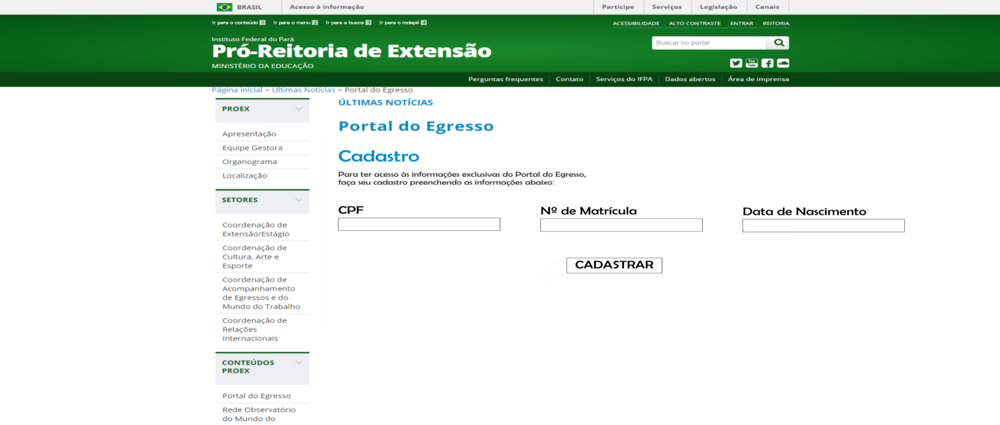 BRASIL Acesso à informação Participe Serviços Legislação Canais
Ir para o conteúdo 1 Ir para o menu 2 Ir para a busca 3 Ir para o rodapé 4 ACESSIBILIDADE ALTO CONTRASTE ENTRAR REITORIA
Instituto Federal do Pará
Pró-Reitoria de Extensão
MINISTÉRIO DA EDUCAÇÃO
Buscar no portal
You Tube
Perguntas frequentes Contato Serviços do IFPA Dados abertos Área de imprensa
Página inicial > Últimas Notícias > Portal do Egresso
PROEX
Apresentação
Equipe Gestora
Organograma
Localização
SETORES
Coordenação de
Extensão/Estágio
Coordenação de
Cultura, Arte e
Esporte
Coordenação de
Acompanhamento
de Egressos e do
Mundo do Trabalho
Coordenação de
Relações
Internacionais
CONTEÚDOS
PROEX
Portal do Egresso
Rede Observatório
do Mundo do
ÚLTIMAS NOTÍCIAS
Portal do Egresso
Cadastro
Para ter acesso às informações exclusivas do Portal do Egresso,
faça seu cadastro preenchendo as informações abaixo:
CPF Nº de Matrícula Data de Nascimento
CADASTRAR